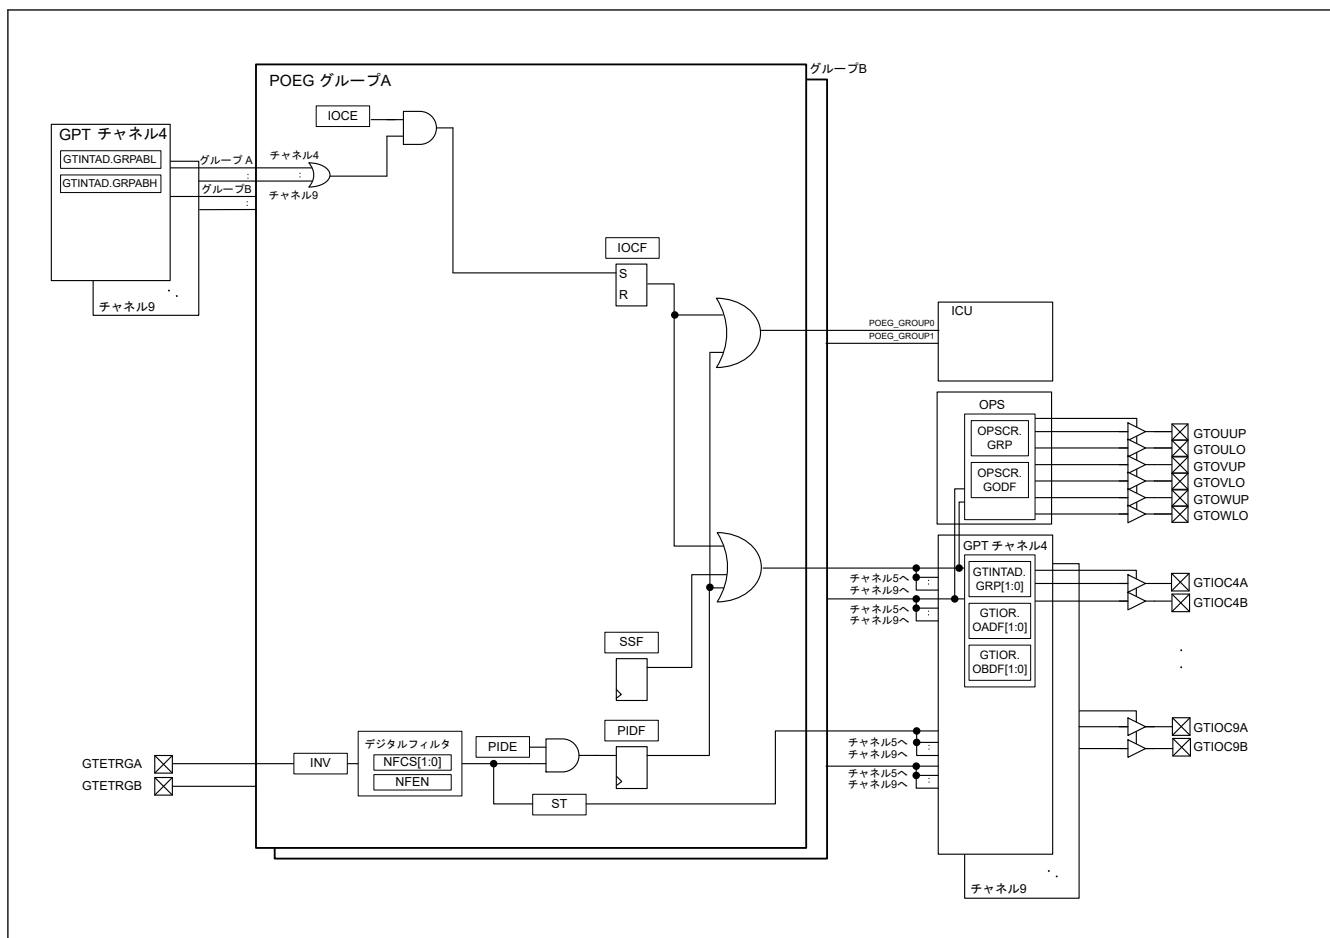 POEG グループA
グループB
IOCE
GPT チャネル4
GTINTAD.GRPABL
GTINTAD.GRPABH
グループ A
:
グループB
:
チャネル4
:
チャネル9
チャネル9
IOCF
S
R
POEG_GROUP0
POEG_GROUP1
ICU
OPS
OPSCR.
GRP
OPSCR.
GODF
GTOUUP
GTOULO
GTOVUP
GTOVLO
GTOWUP
GTOWLO
GPT チャネル4
GTINTAD.
GRP[1:0]
GTIOR.
OADF[1:0]
GTIOR.
OBDF[1:0]
チャネル5へ
:
チャネル9へ
チャネル5へ
:
チャネル9へ
GTIOC4A
GTIOC4B
SSF
PIDF
PIDE
デジタルフィルタ
NFCS[1:0]
NFEN
INV
ST
GTETRGA
GTETRGB
チャネル5へ
:
チャネル9へ
チャネル5へ
:
チャネル9へ
GTIOC9A
GTIOC9B
チャネル9